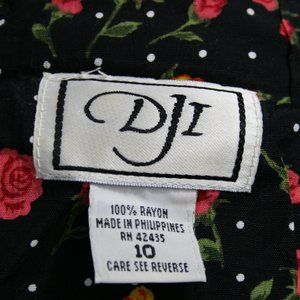 DJI
100% RAYON
MADE IN PHILIPPINES
RN 42435
10
CARE SEE REVERSE